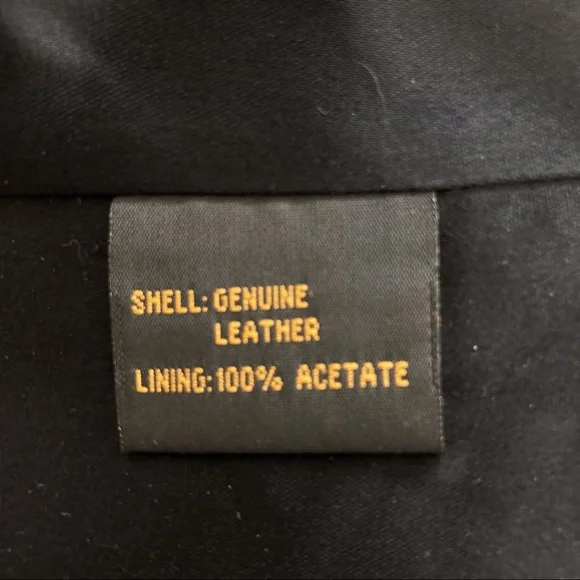 SHELL: GENUINE
LEATHER
LINING: 100% ACETATE